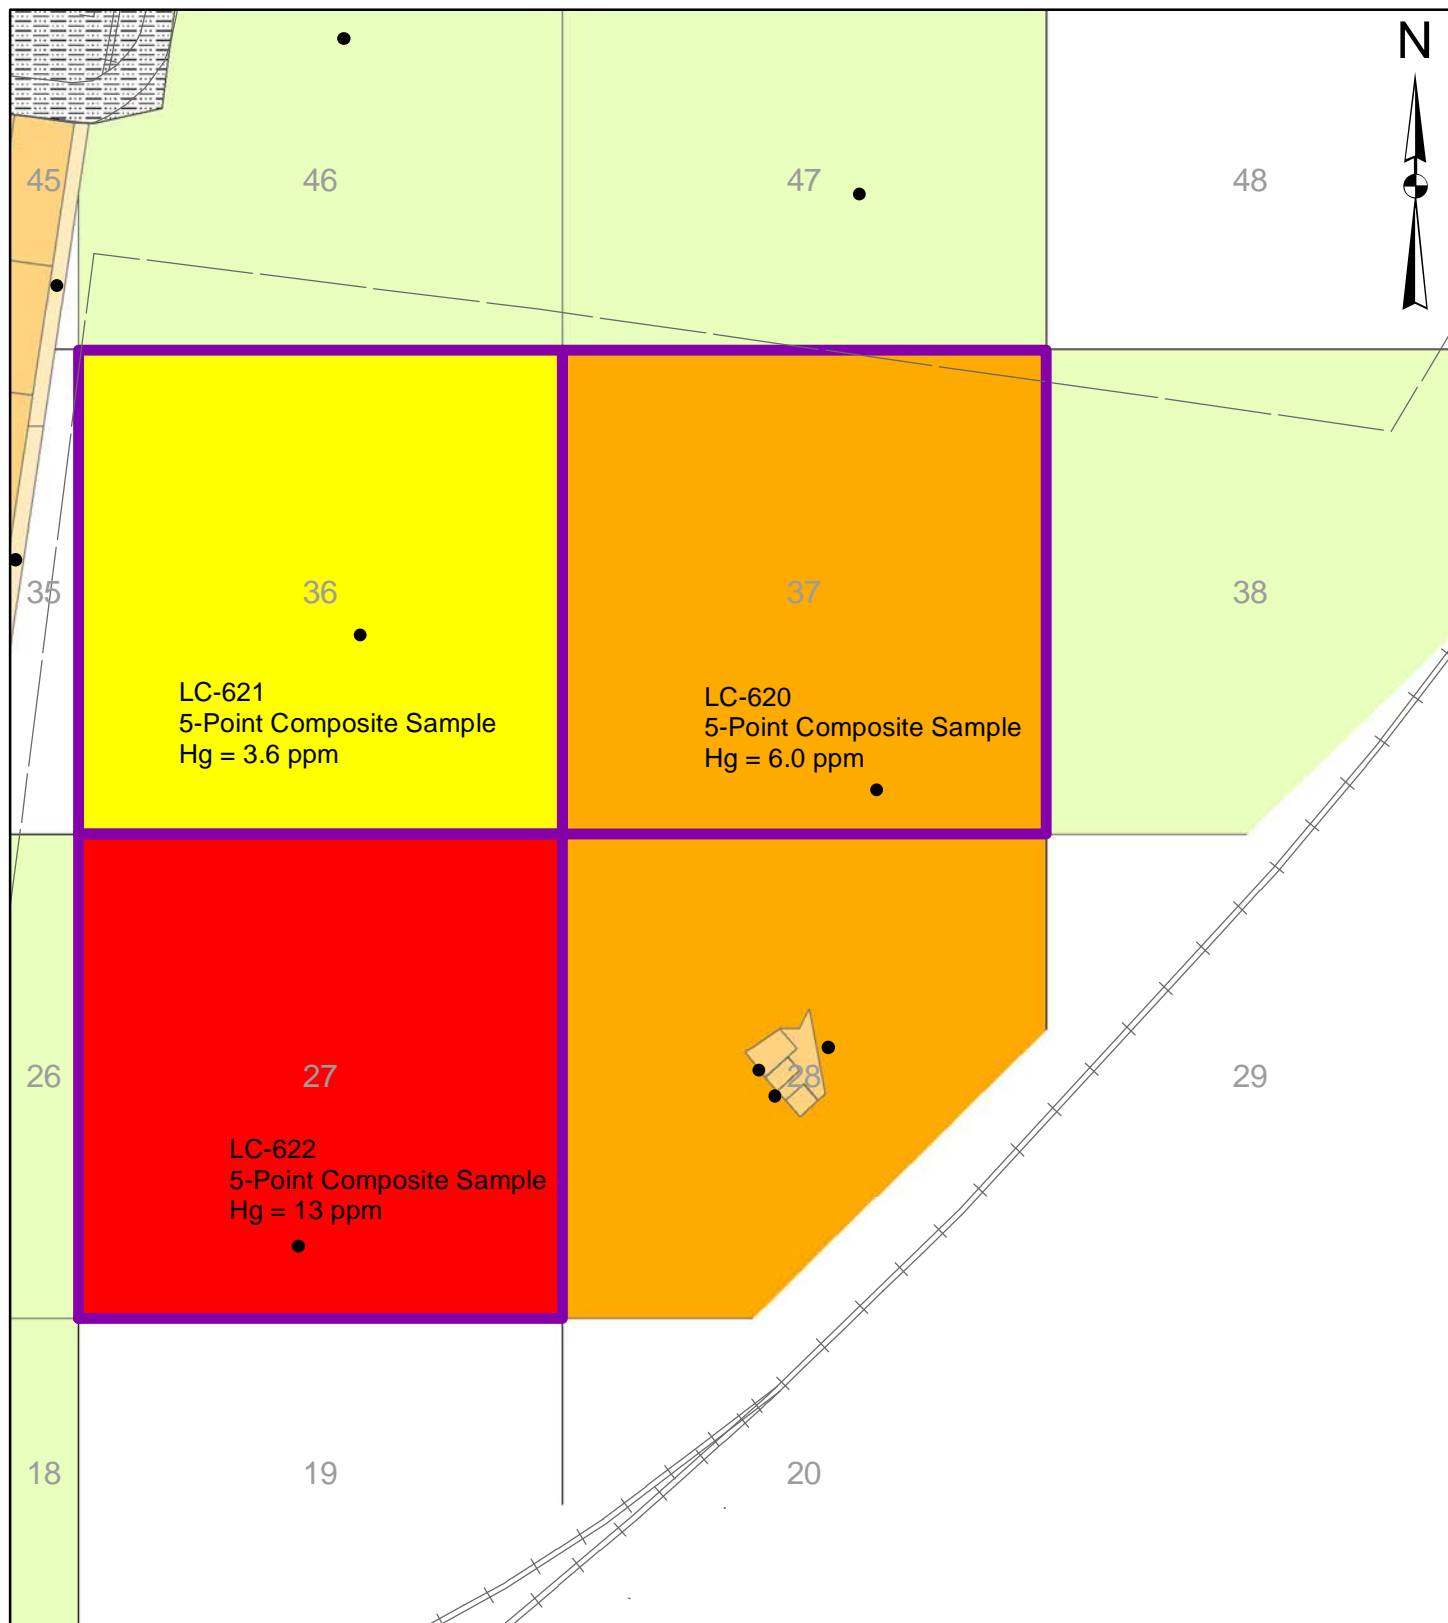 N
45
46
47
48
35
36
37
38
LC-621
5-Point Composite Sample
Hg = 3.6 ppm
LC-620
5-Point Composite Sample
Hg = 6.0 ppm
26
27
28
29
LC-622
5-Point Composite Sample
Hg = 13 ppm
18
19
20